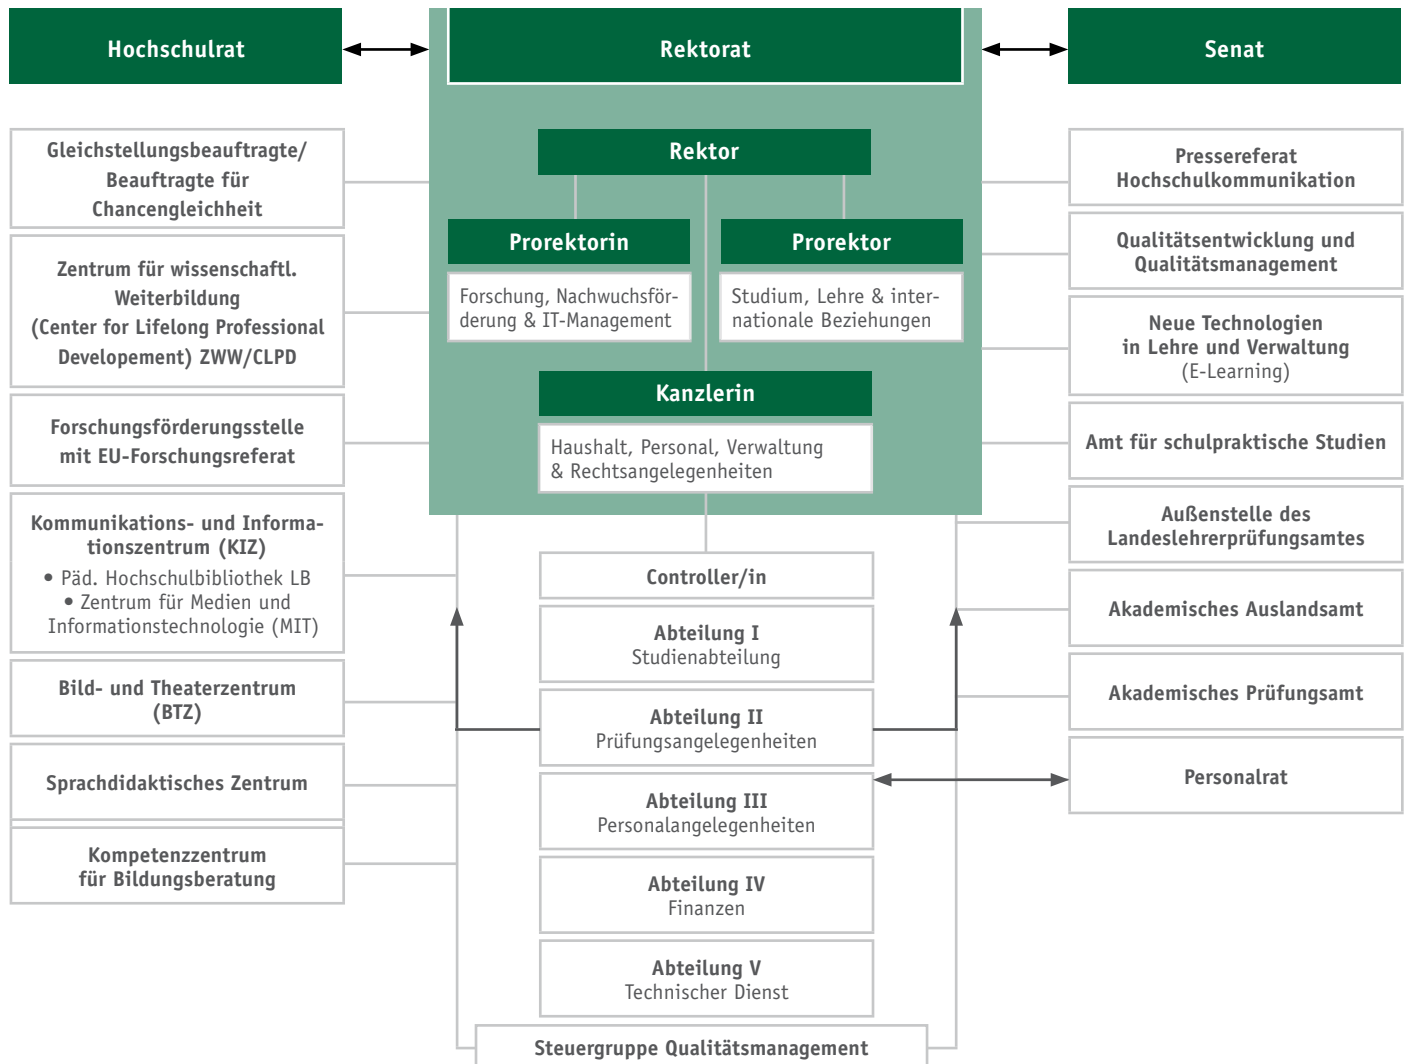 Hochschulrat
Rektorat
Senat
Gleichstellungsbeauftragte/
Beauftragte für
Chancengleichheit
Zentrum für wissenschaftl.
Weiterbildung
(Center for Lifelong Professional
Developement) ZWW/CLPD
Forschungsförderungsstelle
mit EU-Forschungsreferat
Kommunikations- und Informa-
tionszentrum (KIZ)
• Päd. Hochschulbibliothek LB
• Zentrum für Medien und
Informationstechnologie (MIT)
Bild- und Theaterzentrum
(BTZ)
Sprachdidaktisches Zentrum
Kompetenzzentrum
für Bildungsberatung
Rektor
Prorektorin
Forschung, Nachwuchsför-
derung & IT-Management
Prorektor
Studium, Lehre & inter-
nationale Beziehungen
Kanzlerin
Haushalt, Personal, Verwaltung
& Rechtsangelegenheiten
Controller/in
Abteilung I
Studienabteilung
Abteilung II
Prüfungsangelegenheiten
Abteilung III
Personalangelegenheiten
Abteilung IV
Finanzen
Abteilung V
Technischer Dienst
Steuergruppe Qualitätsmanagement
Pressereferat
Hochschulkommunikation
Qualitätsentwicklung und
Qualitätsmanagement
Neue Technologien
in Lehre und Verwaltung
(E-Learning)
Amt für schulpraktische Studien
Außenstelle des
Landeslehrerprüfungsamtes
Akademisches Auslandsamt
Akademisches Prüfungsamt
Personalrat